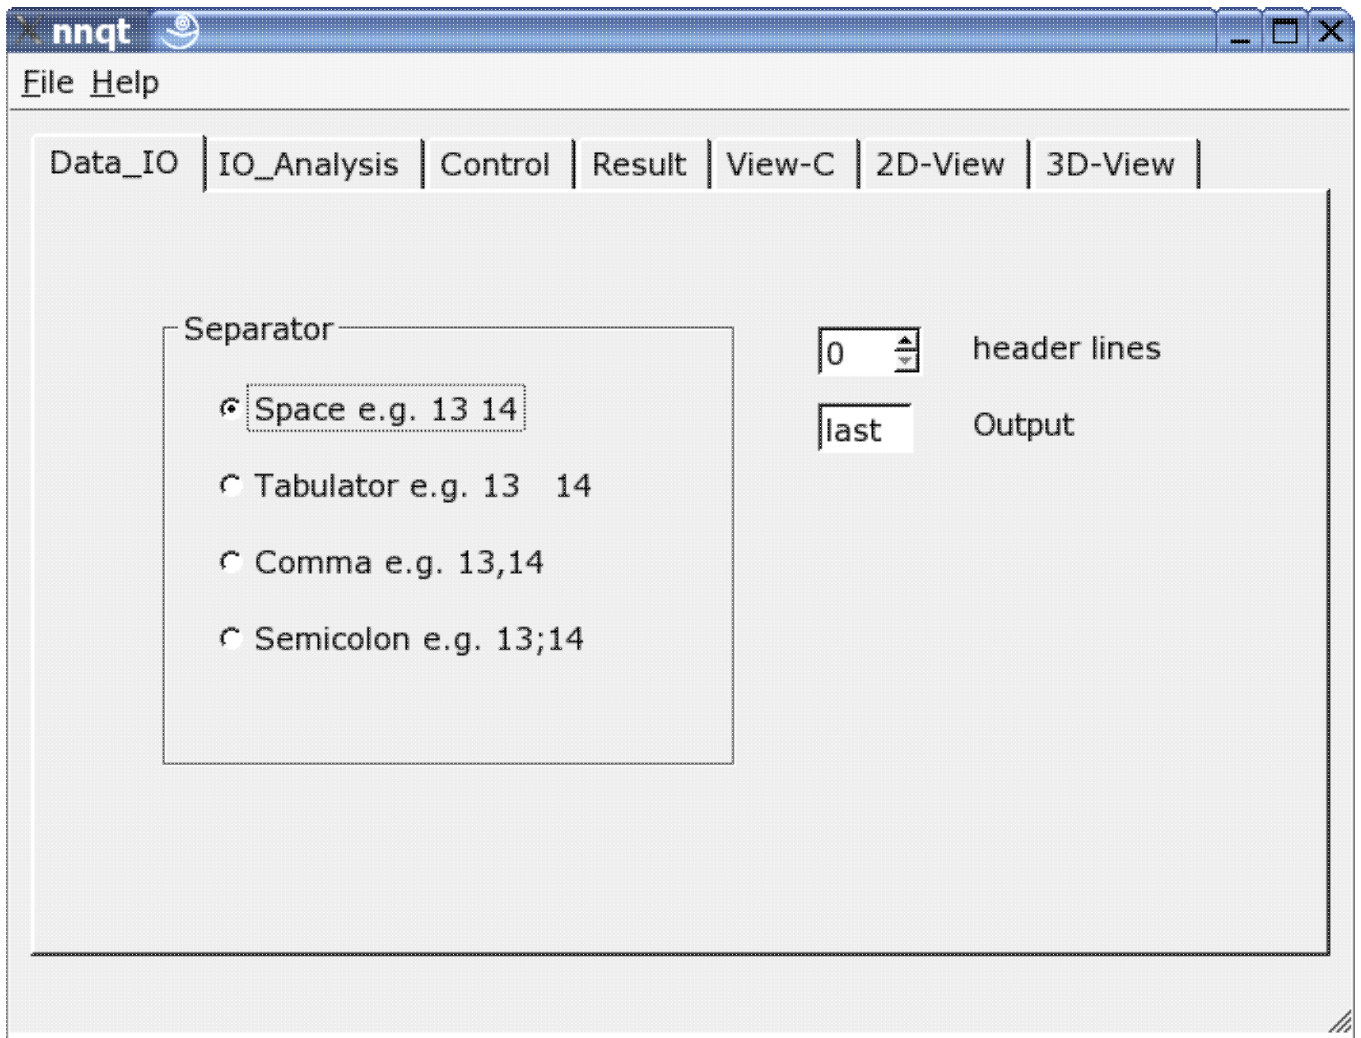 nnqt
File Help
Data_IO IO_Analysis Control Result View-C 2D-View 3D-View
Separator
Space e.g. 13 14
Tabulator e.g. 13   14
Comma e.g. 13,14
Semicolon e.g. 13;14
0 header lines
last Output